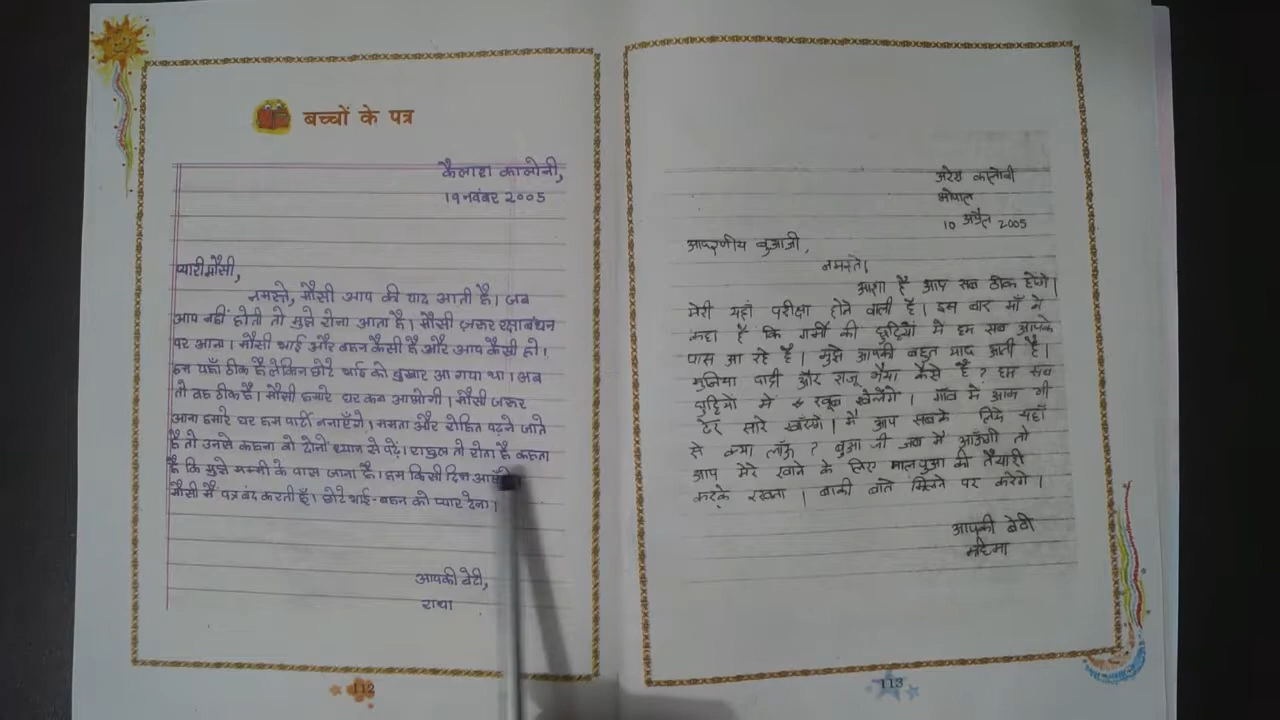 बच्चों के पत्र
कैलाश कालोनी,
19 नवंबर 2005
प्यारी मौसी,
नमस्ते, मौसी आप की याद आती है। जब
आप नहीं होती तो मुझे रोना आता है। मौसी ज़रूर रक्षाबंधन
पर आना। मौसी भाई और बहन कैसी है और आप कैसी हो।
हम यहाँ ठीक है लेकिन छोटे भाई को बुखार आ गया था। अब
तो वह ठीक है। मौसी हमारे घर कब आओगी। मौसी ज़रूर
आना हमारे घर हम पार्टी मनाएँगे। ममता और रोहित पढ़ने जाते
है तो उनसे कहना वो दोनों ध्यान से पढ़ें। राहुल तो रोता है कहता
है कि मुझे मम्मी के पास जाना है। हम किसी दिन
मौसी मैं पत्र बंद करती हूँ। छोटे भाई-बहन को प्यार देना।
आपकी बेटी,
राधा
112
अरेरा कालोनी
भोपाल
10 अप्रैल 2005
आदरणीय बुआजी,
नमस्ते।
आशा है आप सब ठीक होंगे।
मेरी यहाँ परीक्षा होने वाली है। इस बार माँ ने
कहा है कि गर्मी की छुट्टियों में हम सब आपके
पास आ रहे है। मुझे आपकी बहुत याद आती है।
मुनिया दादी और राजू भैया कैसे है? हम सब
छुट्टियों में खूब खेलेंगे। गाँव में आम भी
ढेर सारे खाँएंगे। मैं आप सबके लिये यहाँ
से क्या लाँऊ? बुआ जी जब मैं आऊँगी तो
आप मेरे खाने के लिए मालपुआ की तैयारी
करके रखना। बाकी बातें मिलने पर करेंगे।
आपकी बेटी
महिमा
113